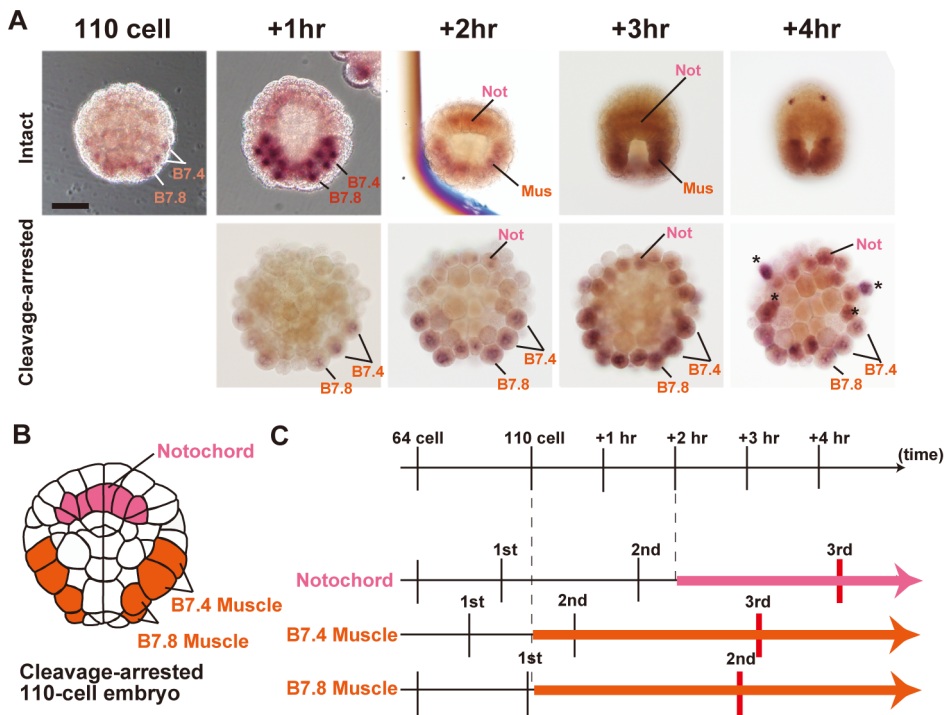 A
110 cell +1hr +2hr +3hr +4hr
Intact
B7.4
B7.8
B7.4
B7.8
Not
Mus
Not
Mus
Cleavage-arrested
B7.4
B7.8
Not
B7.4
B7.8
Not
B7.4
B7.8
Not
*
*
*
*
B7.4
B7.8
B
Notochord
B7.4 Muscle
B7.8 Muscle
Cleavage-arrested
110-cell embryo
C
64 cell 110 cell +1 hr +2 hr +3 hr +4 hr
(time)
1st 2nd 3rd
Notochord
1st 2nd 3rd
B7.4 Muscle
1st 2nd
B7.8 Muscle